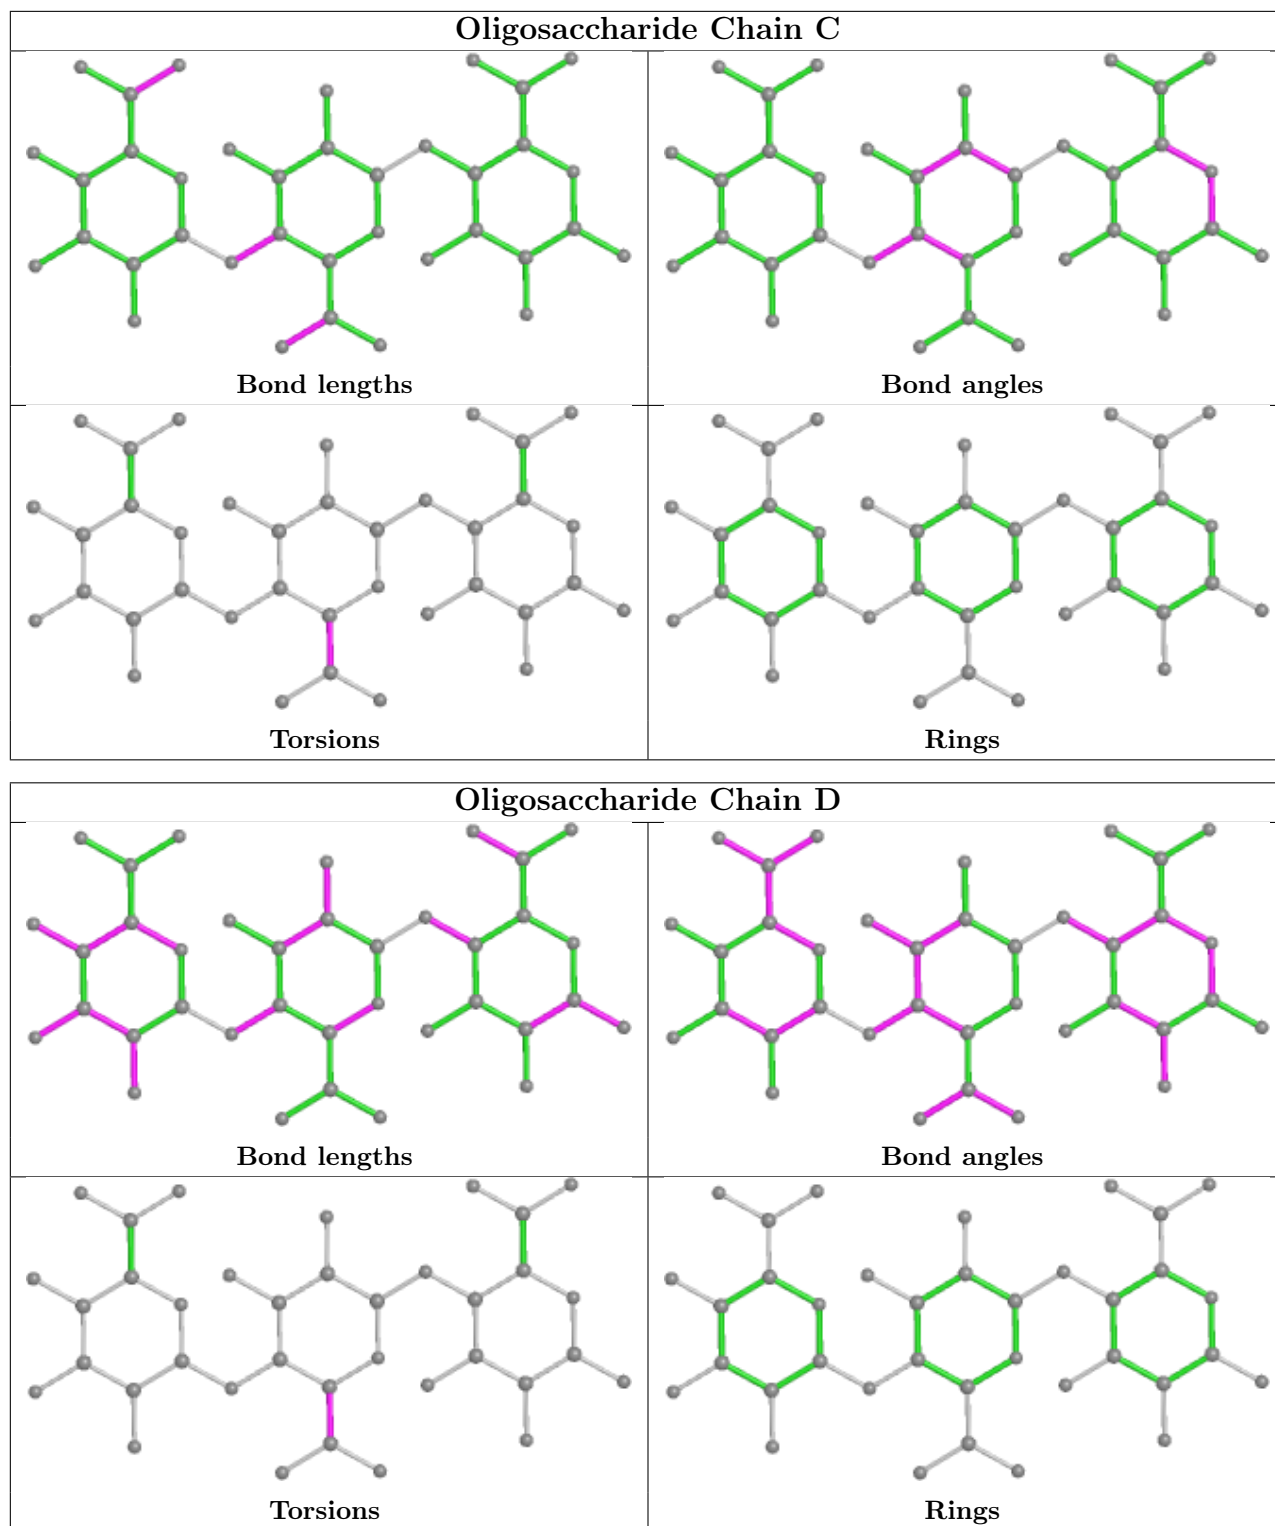 Oligosaccharide Chain C
Bond lengths
Bond angles
Torsions
Rings
Oligosaccharide Chain D
Bond lengths
Bond angles
Torsions
Rings